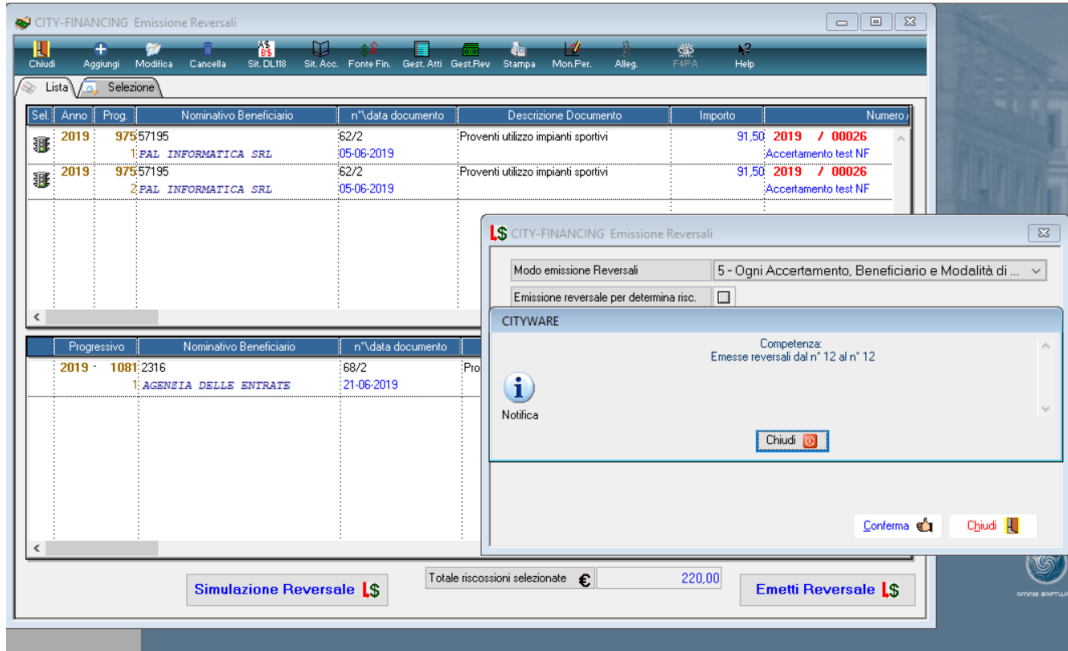 CITY-FINANCING Emissione Reversali
Chiudi Aggiungi Modifica Cancella Sit. DL118 Sit. Acc. Fonte Fin. Gest. Atti Gest.Rev Stampa Mon.Per. Alleg. F4PA Help
Lista Selezione
Sel. Anno Prog. Nominativo Beneficiario n°\data documento Descrizione Documento Importo Numero
2019 975 57195 62/2 Proventi utilizzo impianti sportivi 91,50 2019 / 00026
1 PAL INFORMATICA SRL 05-06-2019 Accertamento test NF
2019 975 57195 62/2 Proventi utilizzo impianti sportivi 91,50 2019 / 00026
2 PAL INFORMATICA SRL 05-06-2019 Accertamento test NF
CITY-FINANCING Emissione Reversali
Modo emissione Reversali 5 - Ogni Accertamento, Beneficiario e Modalità di ...
Emissione reversale per determina risc.
CITYWARE
Competenza:
Emesse reversali dal n° 12 al n° 12
Notifica
Chiudi
Conferma Chiudi
Progressivo Nominativo Beneficiario n°\data documento
2019 - 1081 2316 68/2 Pro
1 AGENZIA DELLE ENTRATE 21-06-2019
Simulazione Reversale L$ Totale riscossioni selezionate € 220,00 Emetti Reversale L$